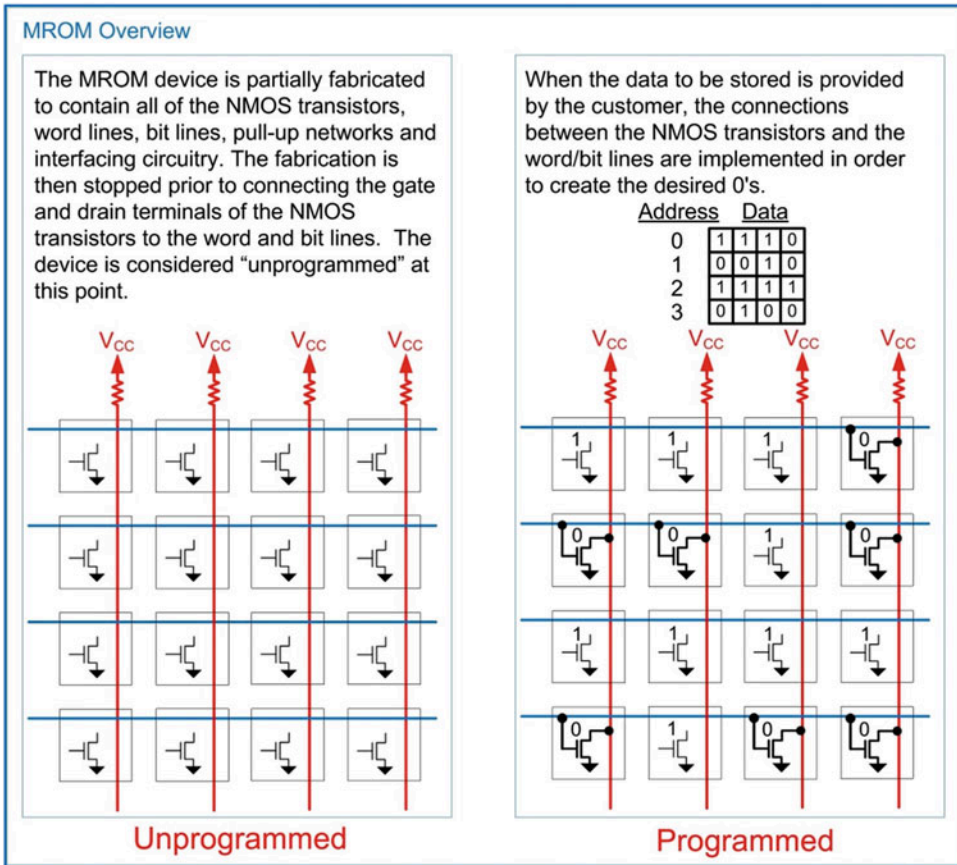 MROM Overview
The MROM device is partially fabricated
to contain all of the NMOS transistors,
word lines, bit lines, pull-up networks and
interfacing circuitry. The fabrication is
then stopped prior to connecting the gate
and drain terminals of the NMOS
transistors to the word and bit lines.  The
device is considered “unprogrammed” at
this point.
VCC VCC VCC VCC
Unprogrammed
When the data to be stored is provided
by the customer, the connections
between the NMOS transistors and the
word/bit lines are implemented in order
to create the desired 0's.
Address Data
0 1 1 1 0
1 0 0 1 0
2 1 1 1 1
3 0 1 0 0
VCC VCC VCC VCC
1 1 1 0
0 0 1 0
1 1 1 1
0 1 0 0
Programmed